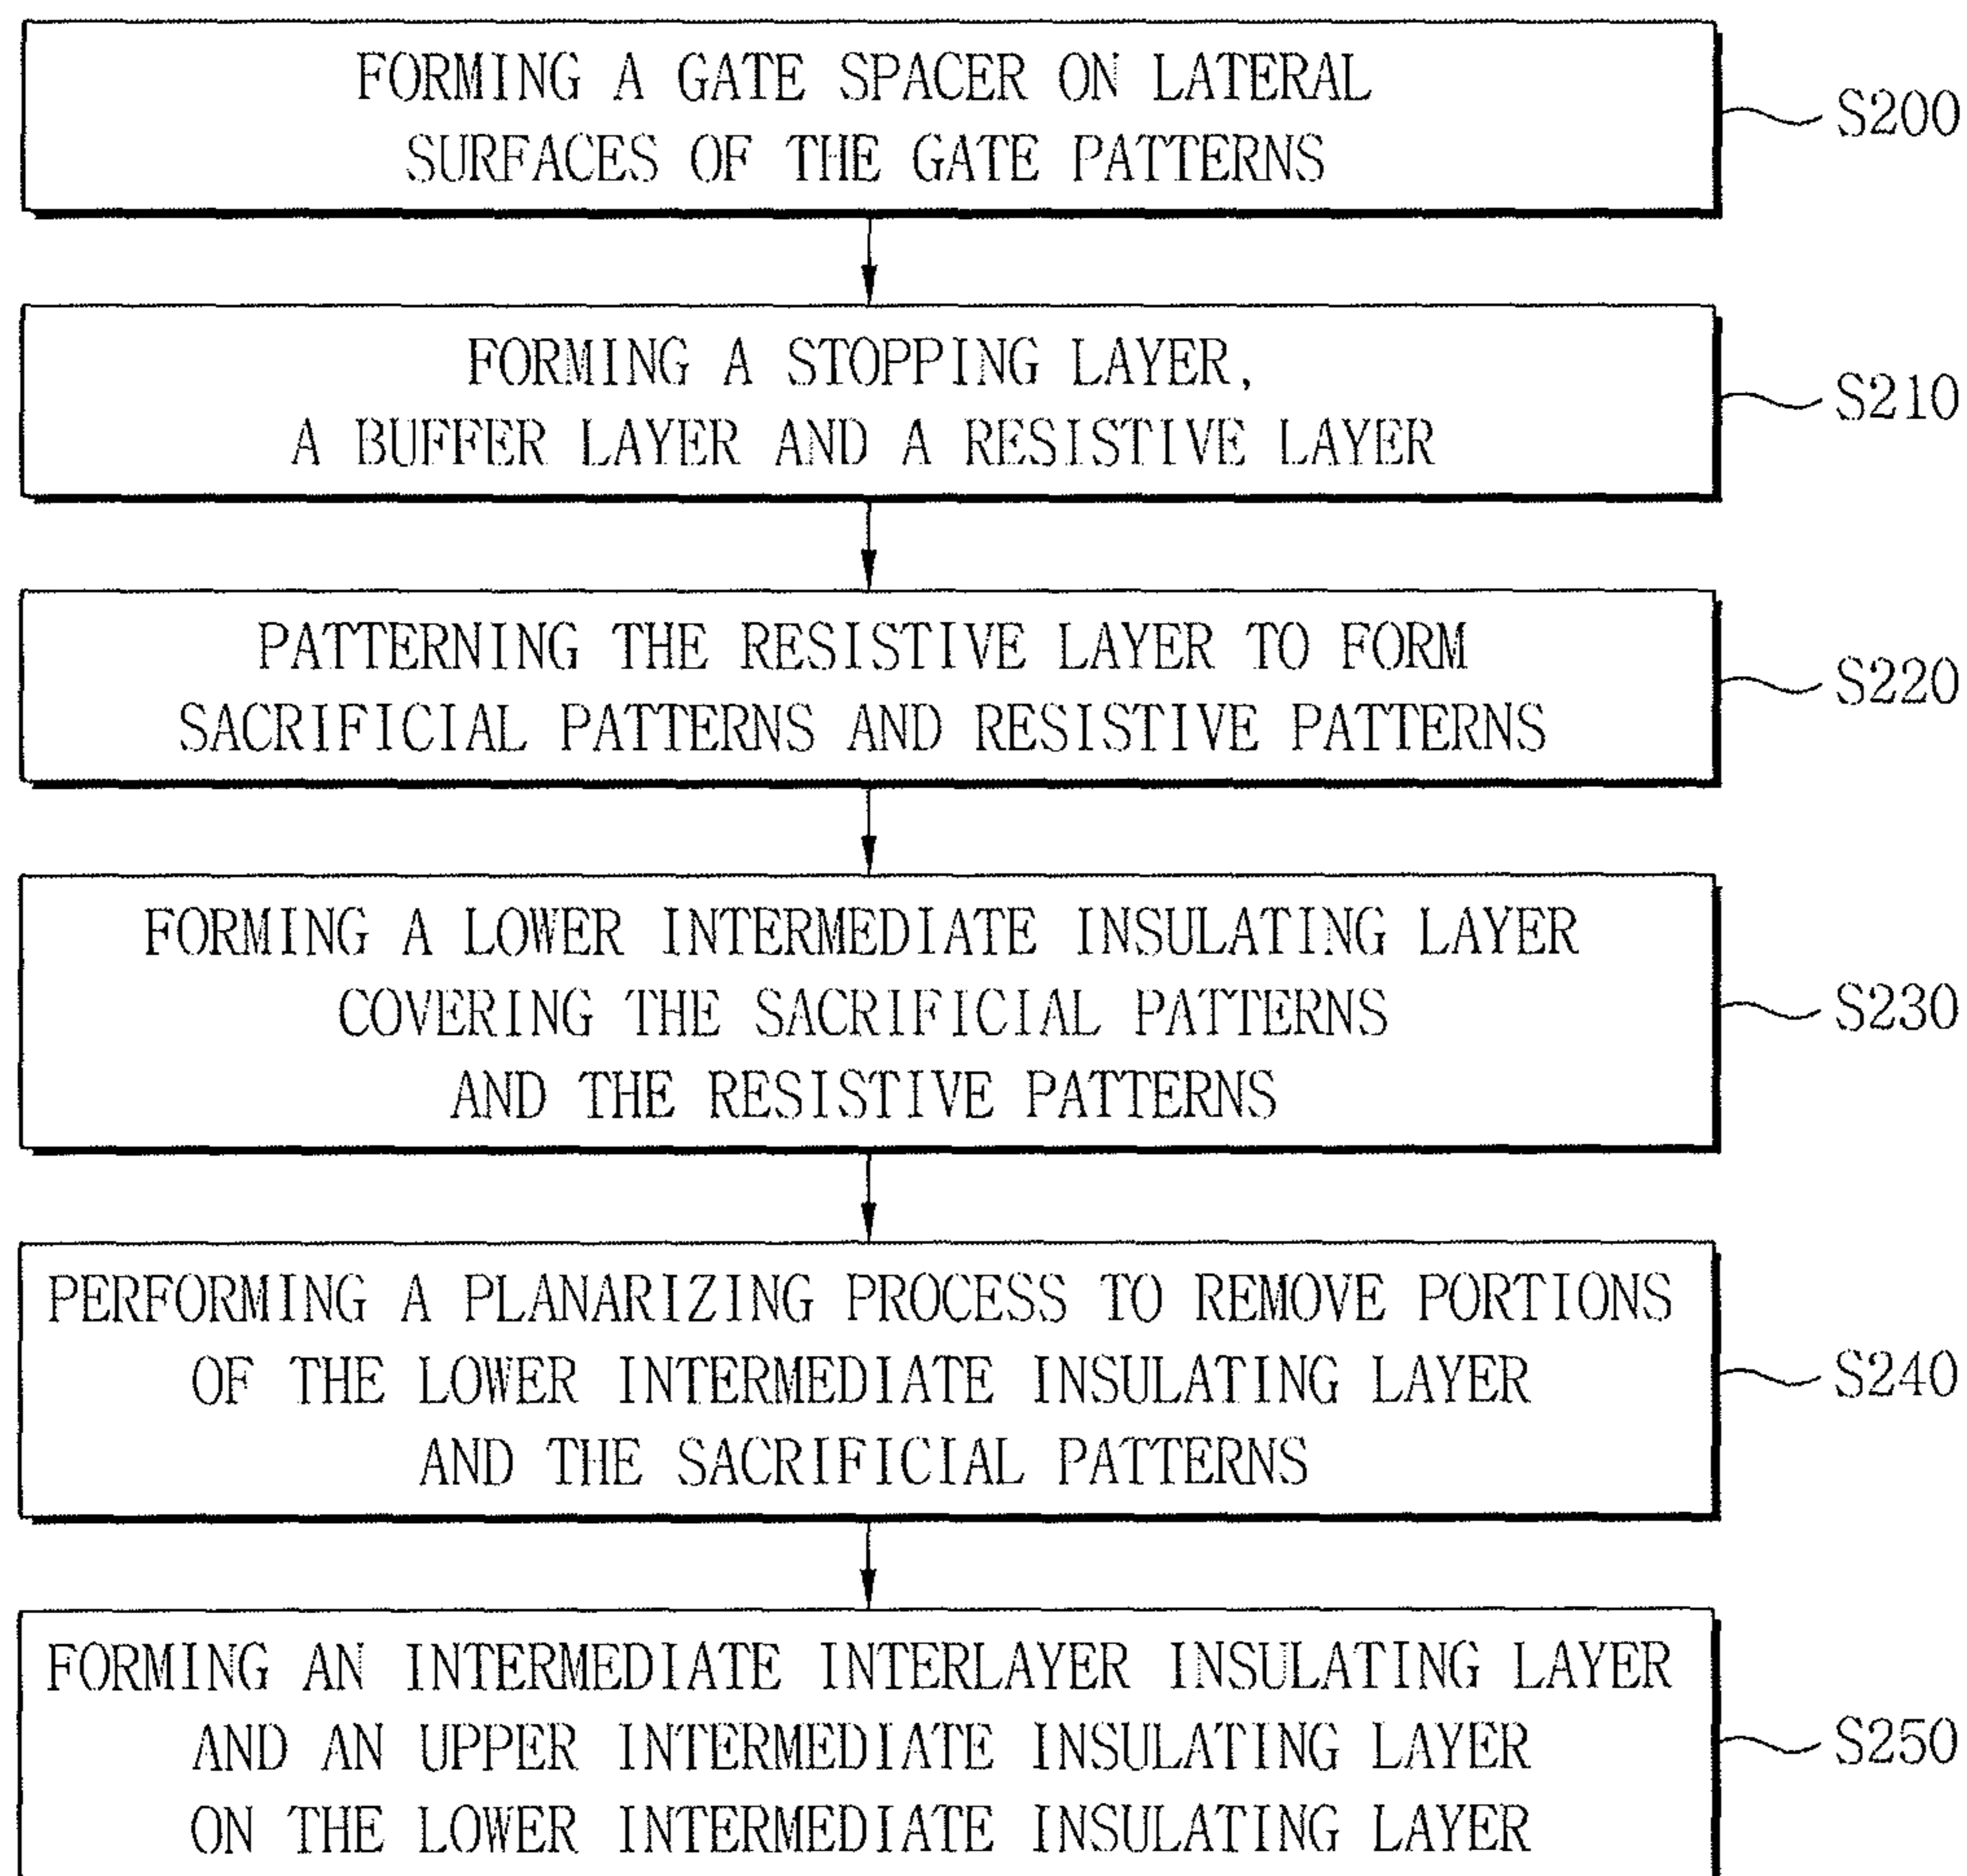 FORMING A GATE SPACER ON LATERAL
SURFACES OF THE GATE PATTERNS
S200
FORMING A STOPPING LAYER,
A BUFFER LAYER AND A RESISTIVE LAYER
S210
PATTERNING THE RESISTIVE LAYER TO FORM
SACRIFICIAL PATTERNS AND RESISTIVE PATTERNS
S220
FORMING A LOWER INTERMEDIATE INSULATING LAYER
COVERING THE SACRIFICIAL PATTERNS
AND THE RESISTIVE PATTERNS
S230
PERFORMING A PLANARIZING PROCESS TO REMOVE PORTIONS
OF THE LOWER INTERMEDIATE INSULATING LAYER
AND THE SACRIFICIAL PATTERNS
S240
FORMING AN INTERMEDIATE INTERLAYER INSULATING LAYER
AND AN UPPER INTERMEDIATE INSULATING LAYER
ON THE LOWER INTERMEDIATE INSULATING LAYER
S250